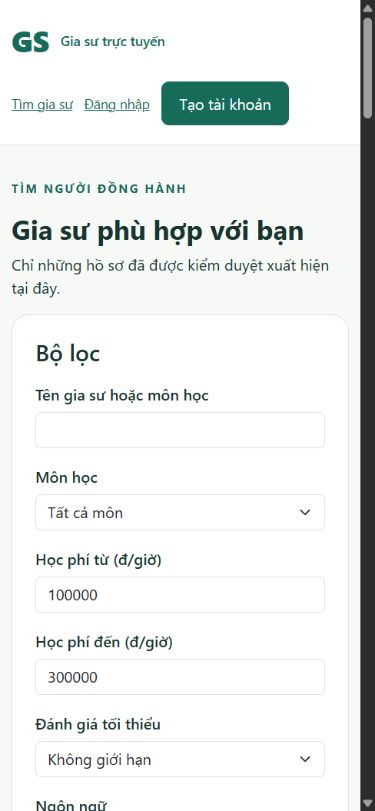 GS Gia sư trực tuyến
Tìm gia sư Đăng nhập Tạo tài khoản
TÌM NGƯỜI ĐỒNG HÀNH
Gia sư phù hợp với bạn
Chỉ những hồ sơ đã được kiểm duyệt xuất hiện
tại đây.
Bộ lọc
Tên gia sư hoặc môn học
Môn học
Tất cả môn
Học phí từ (đ/giờ)
100000
Học phí đến (đ/giờ)
300000
Đánh giá tối thiểu
Không giới hạn
Ngôn ngữ